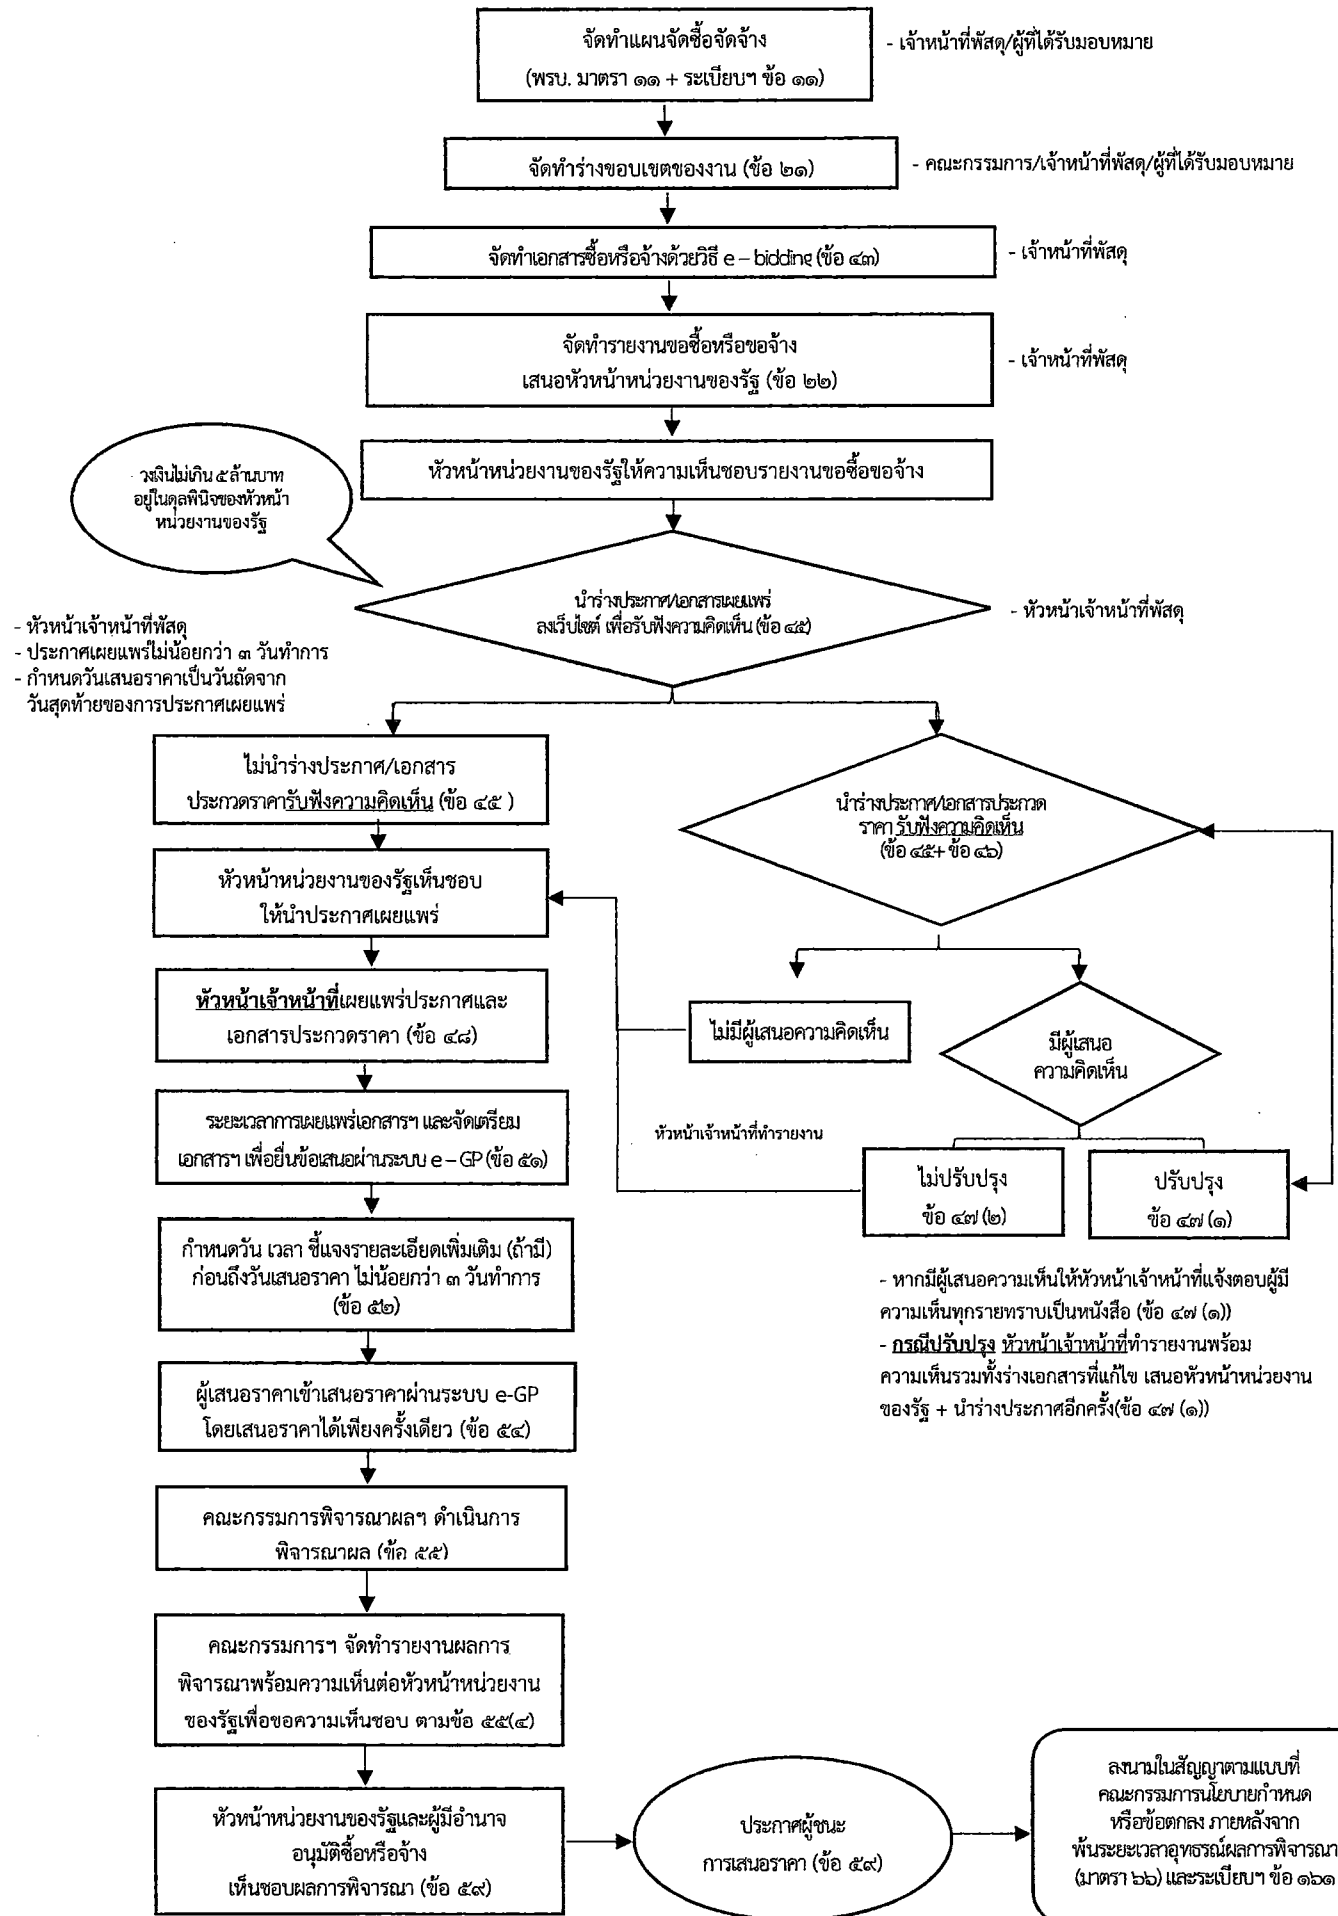 จัดทำแผนจัดซื้อจัดจ้าง
(พรบ. มาตรา ๑๑ + ระเบียบฯ ข้อ ๑๑)
- เจ้าหน้าที่พัสดุ/ผู้ที่ได้รับมอบหมาย
จัดทำร่างขอบเขตของงาน (ข้อ ๒๑)
- คณะกรรมการ/เจ้าหน้าที่พัสดุ/ผู้ที่ได้รับมอบหมาย
จัดทำเอกสารซื้อหรือจ้างด้วยวิธี e – bidding (ข้อ ๔๓)
- เจ้าหน้าที่พัสดุ
จัดทำรายงานขอซื้อหรือขอจ้าง
เสนอหัวหน้าหน่วยงานของรัฐ (ข้อ ๒๒)
- เจ้าหน้าที่พัสดุ
หัวหน้าหน่วยงานของรัฐให้ความเห็นชอบรายงานขอซื้อขอจ้าง
วงเงินไม่เกิน ๕ ล้านบาท
อยู่ในดุลพินิจของหัวหน้า
หน่วยงานของรัฐ
นำร่างประกาศ/เอกสารเผยแพร่
ลงเว็บไซต์ เพื่อรับฟังความคิดเห็น (ข้อ ๔๕)
- หัวหน้าเจ้าหน้าที่พัสดุ
- หัวหน้าเจ้าหน้าที่พัสดุ
- ประกาศเผยแพร่ไม่น้อยกว่า ๓ วันทำการ
- กำหนดวันเสนอราคาเป็นวันถัดจาก
วันสุดท้ายของการประกาศเผยแพร่
ไม่นำร่างประกาศ/เอกสาร
ประกวดราคารับฟังความคิดเห็น (ข้อ ๔๕ )
นำร่างประกาศ/เอกสารประกวด
ราคา รับฟังความคิดเห็น
(ข้อ ๔๕+ ข้อ ๔๖)
หัวหน้าหน่วยงานของรัฐเห็นชอบ
ให้นำประกาศเผยแพร่
หัวหน้าเจ้าหน้าที่เผยแพร่ประกาศและ
เอกสารประกวดราคา (ข้อ ๔๘)
ไม่มีผู้เสนอความคิดเห็น
มีผู้เสนอ
ความคิดเห็น
ระยะเวลาการเผยแพร่เอกสารฯ และจัดเตรียม
เอกสารฯ เพื่อยื่นข้อเสนอผ่านระบบ e – GP (ข้อ ๕๑)
หัวหน้าเจ้าหน้าที่ทำรายงาน
ไม่ปรับปรุง
ข้อ ๔๗ (๒)
ปรับปรุง
ข้อ ๔๗ (๑)
กำหนดวัน เวลา ชี้แจงรายละเอียดเพิ่มเติม (ถ้ามี)
ก่อนถึงวันเสนอราคา ไม่น้อยกว่า ๓ วันทำการ
(ข้อ ๕๒)
- หากมีผู้เสนอความเห็นให้หัวหน้าเจ้าหน้าที่แจ้งตอบผู้มี
ความเห็นทุกรายทราบเป็นหนังสือ (ข้อ ๔๗ (๑))
- กรณีปรับปรุง หัวหน้าเจ้าหน้าที่ทำรายงานพร้อม
ความเห็นรวมทั้งร่างเอกสารที่แก้ไข เสนอหัวหน้าหน่วยงาน
ของรัฐ + นำร่างประกาศอีกครั้ง(ข้อ ๔๗ (๑))
ผู้เสนอราคาเข้าเสนอราคาผ่านระบบ e-GP
โดยเสนอราคาได้เพียงครั้งเดียว (ข้อ ๕๔)
คณะกรรมการพิจารณาผลฯ ดำเนินการ
พิจารณาผล (ข้อ ๕๕)
คณะกรรมการฯ จัดทำรายงานผลการ
พิจารณาพร้อมความเห็นต่อหัวหน้าหน่วยงาน
ของรัฐเพื่อขอความเห็นชอบ ตามข้อ ๕๕(๔)
หัวหน้าหน่วยงานของรัฐและผู้มีอำนาจ
อนุมัติซื้อหรือจ้าง
เห็นชอบผลการพิจารณา (ข้อ ๕๙)
ประกาศผู้ชนะ
การเสนอราคา (ข้อ ๕๙)
ลงนามในสัญญาตามแบบที่
คณะกรรมการนโยบายกำหนด
หรือข้อตกลง ภายหลังจาก
พ้นระยะเวลาอุทธรณ์ผลการพิจารณา
(มาตรา ๖๖) และระเบียบฯ ข้อ ๑๖๑